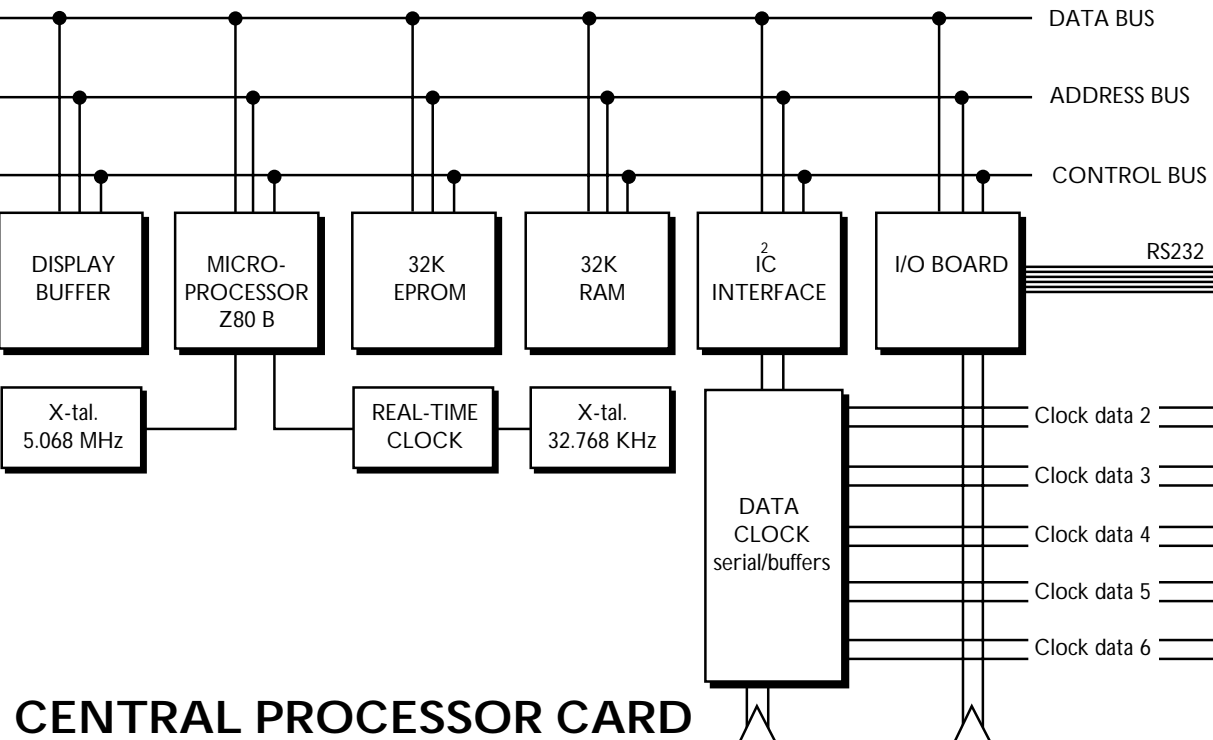 DATA BUS
ADDRESS BUS
CONTROL BUS
DISPLAY
BUFFER
MICRO-
PROCESSOR
Z80 B
32K
EPROM
32K
RAM
2
IC
INTERFACE
I/O BOARD
RS232
X-tal.
5.068 MHz
REAL-TIME
CLOCK
X-tal.
32.768 KHz
DATA
CLOCK
serial/buffers
Clock data 2
Clock data 3
Clock data 4
Clock data 5
Clock data 6
CENTRAL PROCESSOR CARD